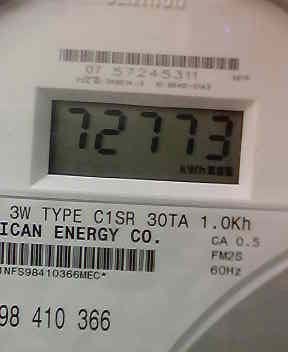 07 57245311
72773
kWh
3W TYPE C1SR 30TA 1.0Kh
ICAN ENERGY CO.
CA 0.5
FM2S
60Hz
1NFS98410366MEC*
98 410 366